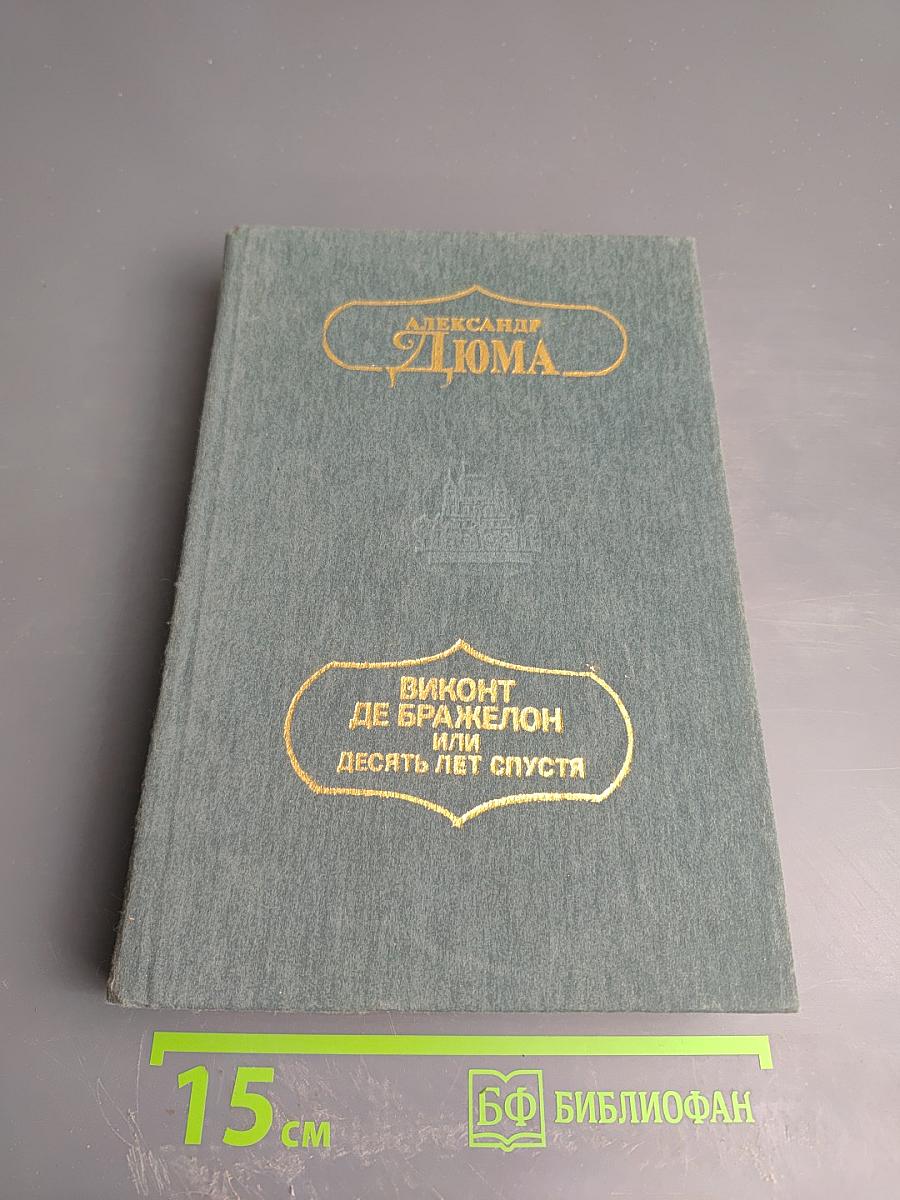 АЛЕКСАНДР
ДЮМА
ВИКОНТ
ДЕ БРАЖЕЛОН
ИЛИ
ДЕСЯТЬ ЛЕТ СПУСТЯ
15 см
БФ БИБЛИОФАН